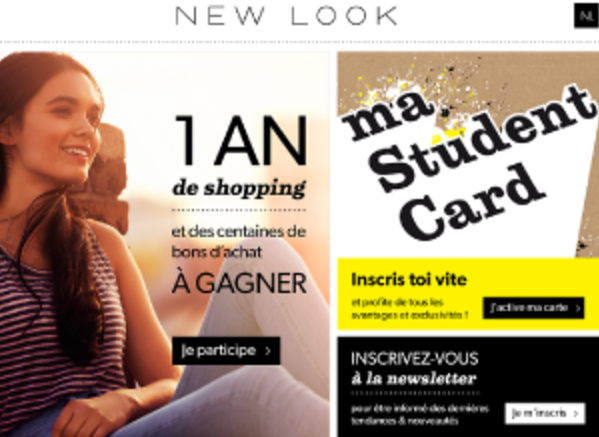 NEW LOOK
NL
1 AN
de shopping
et des centaines de
bons d'achat
À GAGNER
Je participe >
ma
Student
Card
Inscris toi vite
et profite de tous les
avantages et exclusivités !
J'active ma carte >
INSCRIVEZ-VOUS
à la newsletter
pour être informé des dernières
tendances & nouveautés
Je m'inscris >